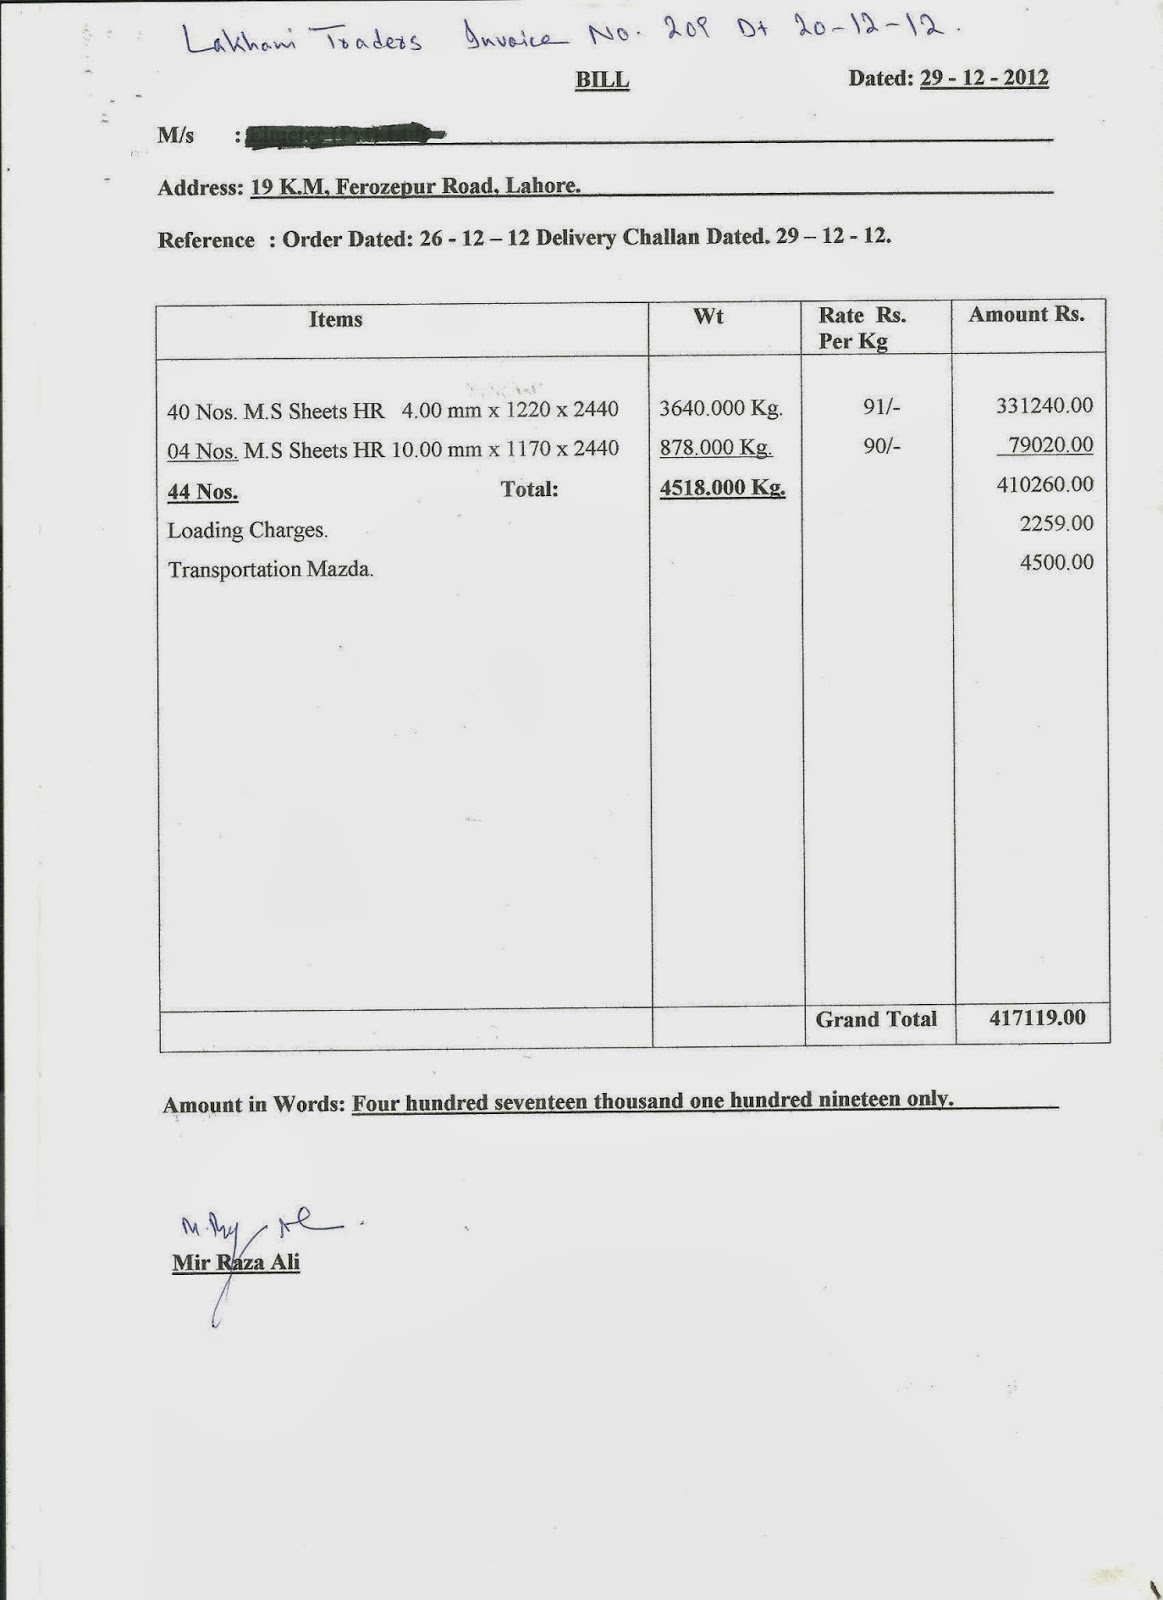 Lakhani Traders Invoice No. 209 Dt 20-12-12.
BILL Dated: 29 - 12 - 2012
M/s :
Address: 19 K.M, Ferozepur Road, Lahore.
Reference : Order Dated: 26 - 12 – 12 Delivery Challan Dated. 29 – 12 - 12.
Items Wt Rate Rs. Per Kg Amount Rs.
40 Nos. M.S Sheets HR 4.00 mm x 1220 x 2440 3640.000 Kg. 91/- 331240.00
04 Nos. M.S Sheets HR 10.00 mm x 1170 x 2440 878.000 Kg. 90/- 79020.00
44 Nos. Total: 4518.000 Kg. 410260.00
Loading Charges. 2259.00
Transportation Mazda. 4500.00
Grand Total 417119.00
Amount in Words: Four hundred seventeen thousand one hundred nineteen only.
Mir Raza Ali